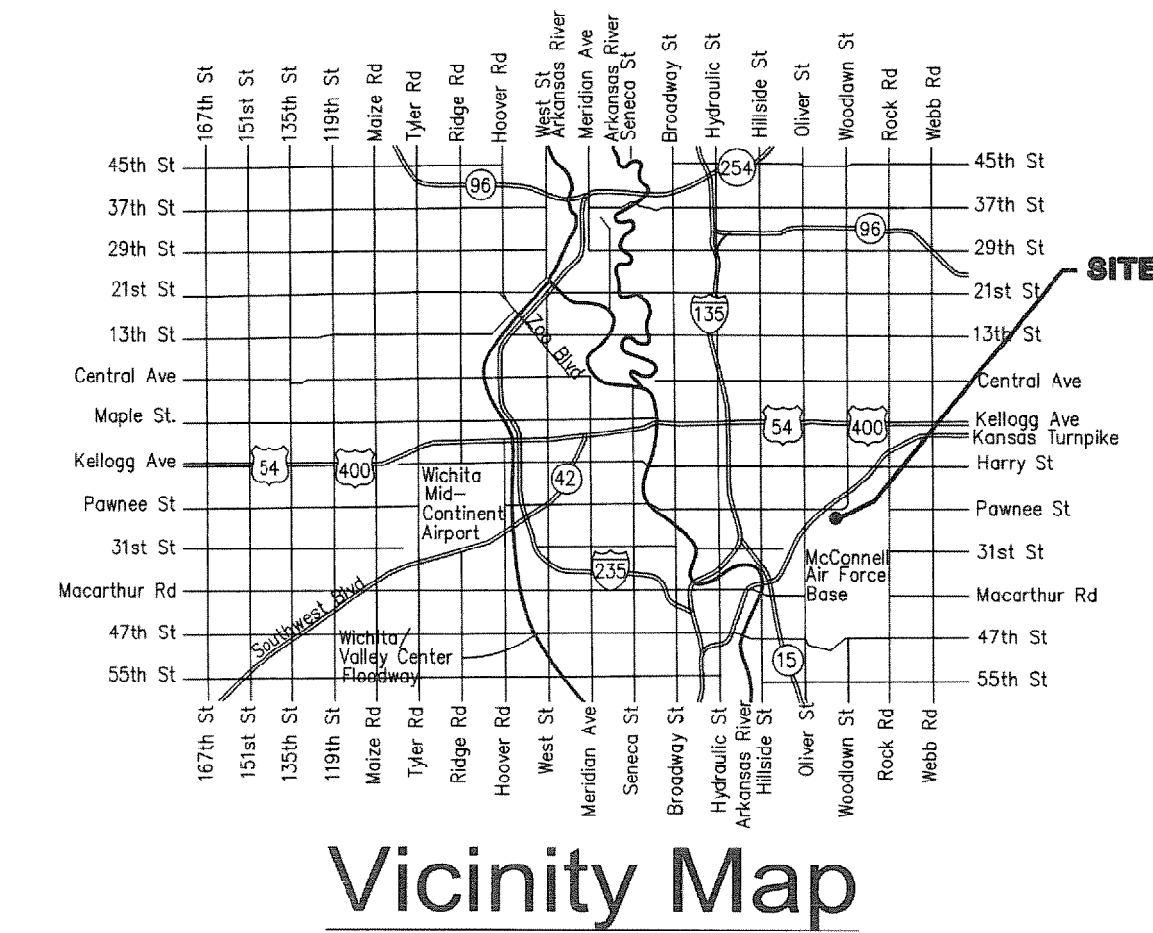 167th St
151st St
135th St
119th St
Maize Rd
Tyler Rd
Ridge Rd
Hoover Rd
West St
Arkansas River
Meridian Ave
Arkansas River
Seneca St
Broadway St
Hydraulic St
Hillside St
Oliver St
Woodlawn St
Rock Rd
Webb Rd
45th St
37th St
29th St
21st St
13th St
Central Ave
Maple St.
Kellogg Ave
Pawnee St
31st St
Macarthur Rd
47th St
55th St
96
254
96
135
Zoo Blvd
54
400
54
400
42
235
15
Wichita
Mid-
Continent
Airport
Southwest Blvd
Wichita/
Valley Center
Floodway
McConnell
Air Force
Base
SITE
45th St
37th St
29th St
21st St
13th St
Central Ave
Kellogg Ave
Kansas Turnpike
Harry St
Pawnee St
31st St
Macarthur Rd
47th St
55th St
167th St
151st St
135th St
119th St
Maize Rd
Tyler Rd
Ridge Rd
Hoover Rd
West St
Meridian Ave
Seneca St
Broadway St
Hydraulic St
Arkansas River
Hillside St
Oliver St
Woodlawn St
Rock Rd
Webb Rd
Vicinity Map